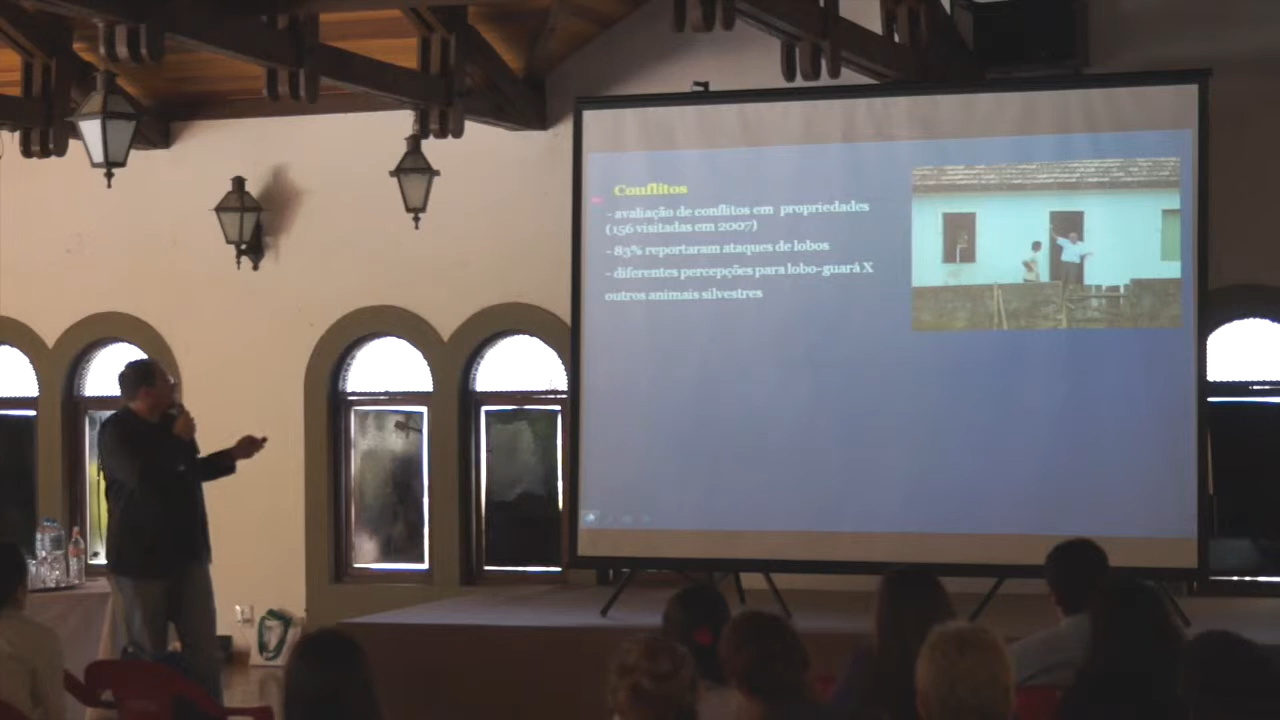 Conflitos
- avaliação de conflitos em propriedades
(156 visitadas em 2007)
- 83% reportaram ataques de lobos
- diferentes percepções para lobo-guará X
outros animais silvestres